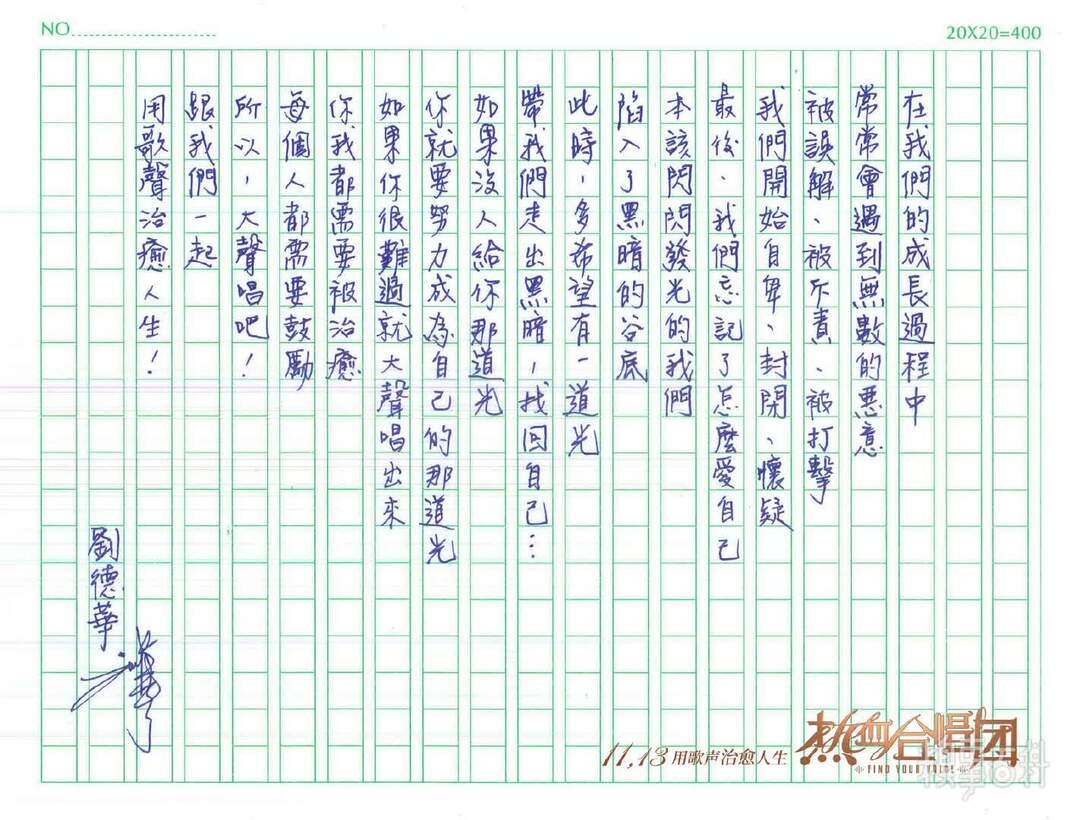 NO.
20X20=400
在我們的成長過程中
常常會遇到無數的惡意
被誤解、被斥責、被打擊
我們開始自卑、封閉、懷疑
最後、我們忘記了怎麼愛自己
本該閃閃發光的我們
陷入了黑暗的谷底
此時，多希望有一道光
帶我們走出黑暗，找回自己…
如果沒人給你那道光
你就要努力成為自己的那道光
如果你很難過就大聲唱出來
你我都需要被治癒
每個人都需要鼓勵
所以，大聲唱吧！
跟我們一起
用歌聲治癒人生！
劉德華
11.13 用歌声治愈人生
热血合唱团
FIND YOUR VOICE